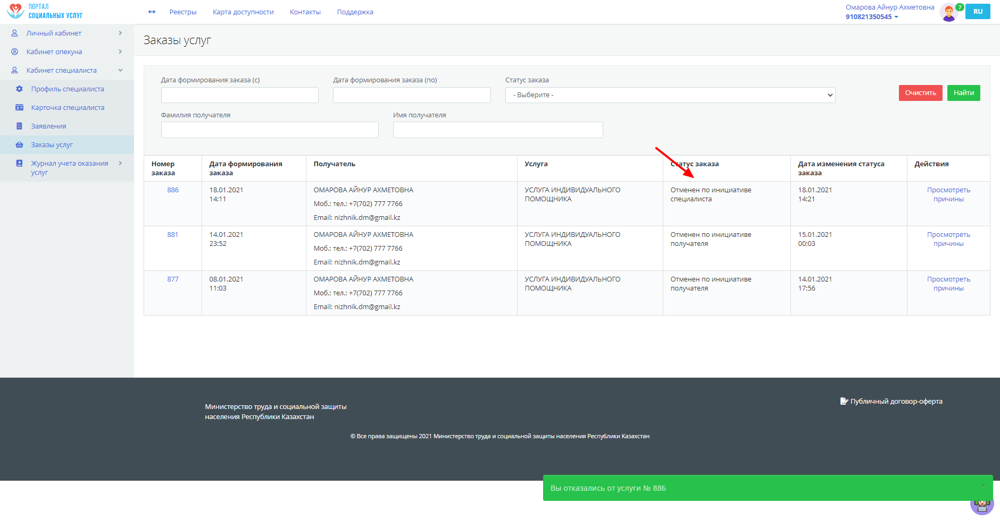 ПОРТАЛ
СОЦИАЛЬНЫХ УСЛУГ
Реестры
Карта доступности
Контакты
Поддержка
Омарова Айнур Ахметовна
910821350545
7
RU
Личный кабинет
Кабинет опекуна
Кабинет специалиста
Профиль специалиста
Карточка специалиста
Заявления
Заказы услуг
Журнал учета оказания
услуг
Заказы услуг
Дата формирования заказа (с)
Дата формирования заказа (по)
Статус заказа
- Выберите -
Очистить
Найти
Фамилия получателя
Имя получателя
Номер
заказа
Дата формирования
заказа
Получатель
Услуга
Статус заказа
Дата изменения статуса
заказа
Действия
886
18.01.2021
14:11
ОМАРОВА АЙНУР АХМЕТОВНА
Моб.: тел.: +7(702) 777 7766
Email: nizhnik.dm@gmail.kz
УСЛУГА ИНДИВИДУАЛЬНОГО
ПОМОЩНИКА
Отменен по инициативе
специалиста
18.01.2021
14:21
Просмотреть
причины
881
14.01.2021
23:52
ОМАРОВА АЙНУР АХМЕТОВНА
Моб.: тел.: +7(702) 777 7766
Email: nizhnik.dm@gmail.kz
УСЛУГА ИНДИВИДУАЛЬНОГО
ПОМОЩНИКА
Отменен по инициативе
получателя
15.01.2021
00:03
Просмотреть
причины
877
08.01.2021
11:03
ОМАРОВА АЙНУР АХМЕТОВНА
Моб.: тел.: +7(702) 777 7766
Email: nizhnik.dm@gmail.kz
УСЛУГА ИНДИВИДУАЛЬНОГО
ПОМОЩНИКА
Отменен по инициативе
получателя
14.01.2021
17:56
Просмотреть
причины
Министерство труда и социальной защиты
населения Республики Казахстан
Публичный договор-оферта
© Все права защищены 2021 Министерство труда и социальной защиты населения Республики Казахстан
Вы отказались от услуги № 886
×